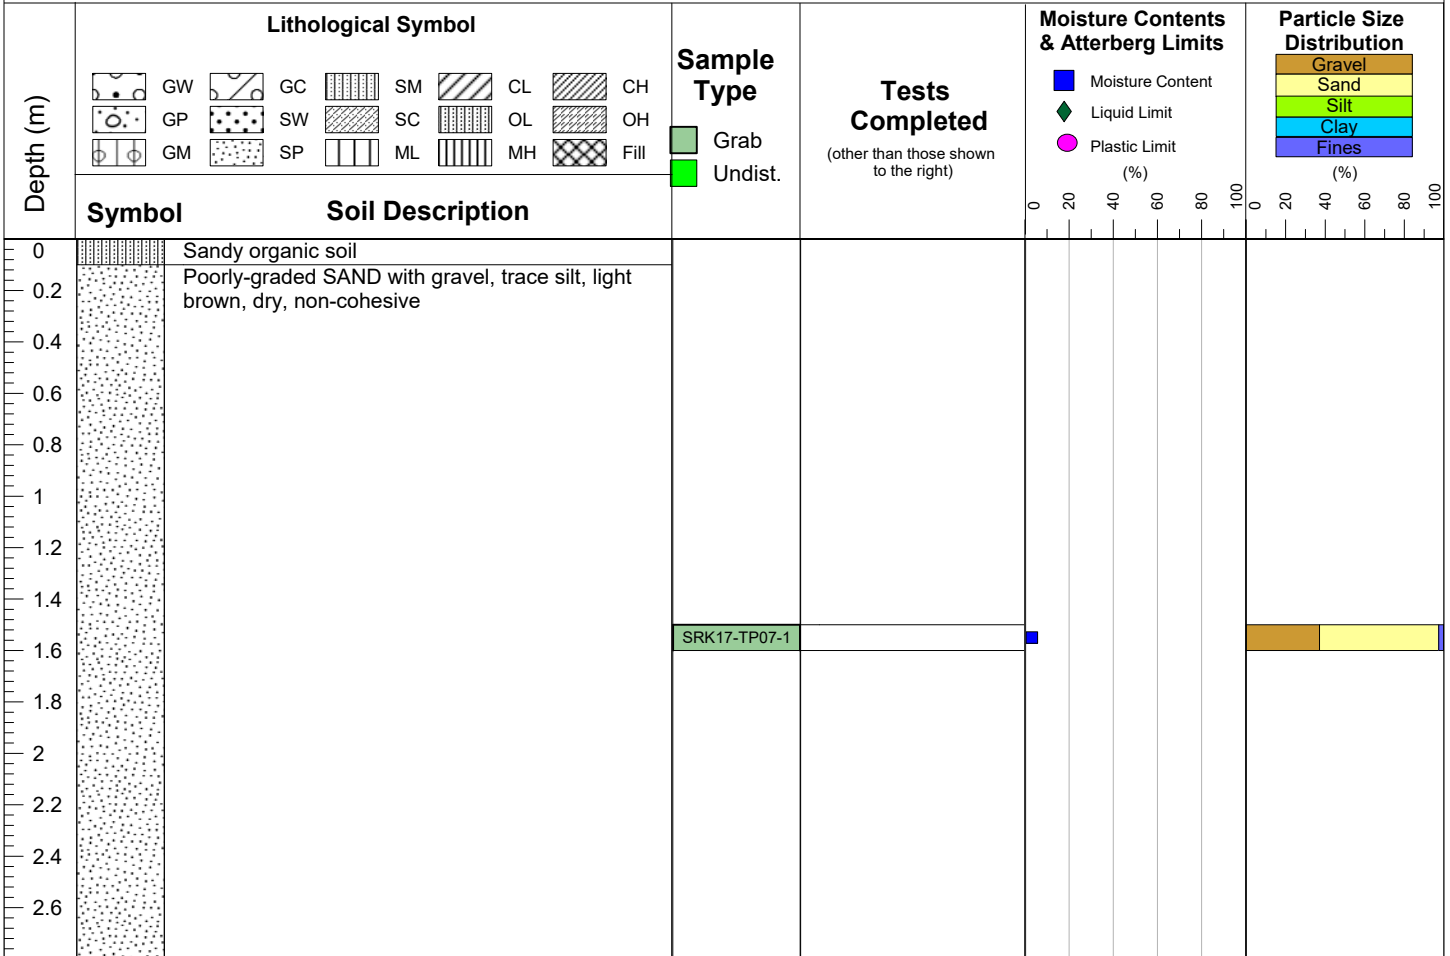 Depth (m)
Lithological Symbol
GW GC SM CL CH
GP SW SC OL OH
GM SP ML MH Fill
Symbol Soil Description
Sample
Type
Grab
Undist.
Tests
Completed
(other than those shown
to the right)
Moisture Contents
& Atterberg Limits
Moisture Content
Liquid Limit
Plastic Limit
(%)
0 20 40 60 80 100
Particle Size
Distribution
Gravel
Sand
Silt
Clay
Fines
(%)
0 20 40 60 80 100
0
Sandy organic soil
Poorly-graded SAND with gravel, trace silt, light
brown, dry, non-cohesive
0.2
0.4
0.6
0.8
1
1.2
1.4
SRK17-TP07-1
1.6
1.8
2
2.2
2.4
2.6